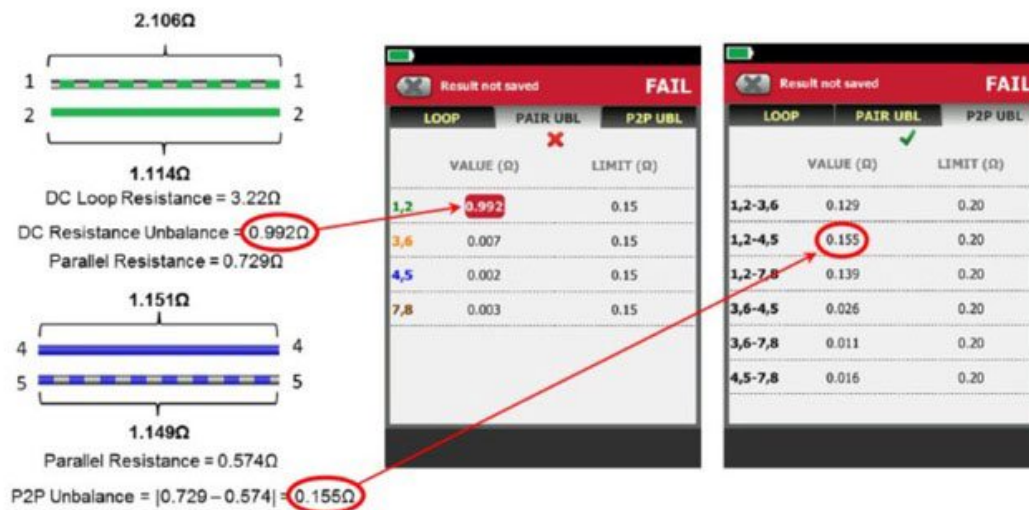 2.106Ω
1 1
2 2
1.114Ω
DC Loop Resistance = 3.22Ω
DC Resistance Unbalance = 0.992Ω
Parallel Resistance = 0.729Ω
1.151Ω
4 4
5 5
1.149Ω
Parallel Resistance = 0.574Ω
P2P Unbalance = |0.729 – 0.574| = 0.155Ω
Result not saved FAIL
LOOP PAIR UBL P2P UBL
VALUE (Ω) LIMIT (Ω)
1,2 0.992 0.15
3,6 0.007 0.15
4,5 0.002 0.15
7,8 0.003 0.15
Result not saved FAIL
LOOP PAIR UBL P2P UBL
VALUE (Ω) LIMIT (Ω)
1,2-3,6 0.129 0.20
1,2-4,5 0.155 0.20
1,2-7,8 0.139 0.20
3,6-4,5 0.026 0.20
3,6-7,8 0.011 0.20
4,5-7,8 0.016 0.20